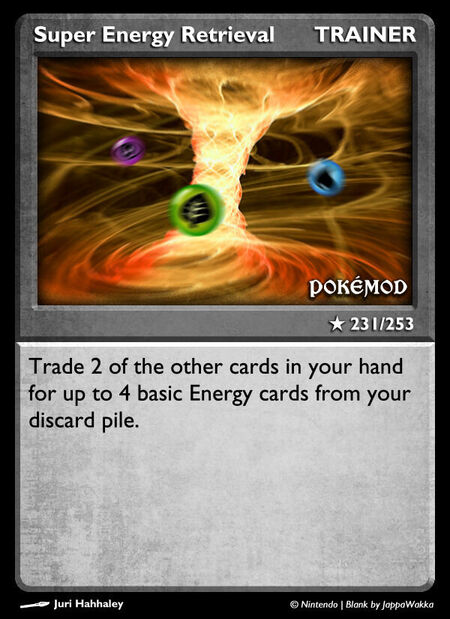 Super Energy Retrieval TRAINER
POKÉMOD
★ 231/253
Trade 2 of the other cards in your hand
for up to 4 basic Energy cards from your
discard pile.
Juri Hahhaley © Nintendo | Blank by JappaWakka